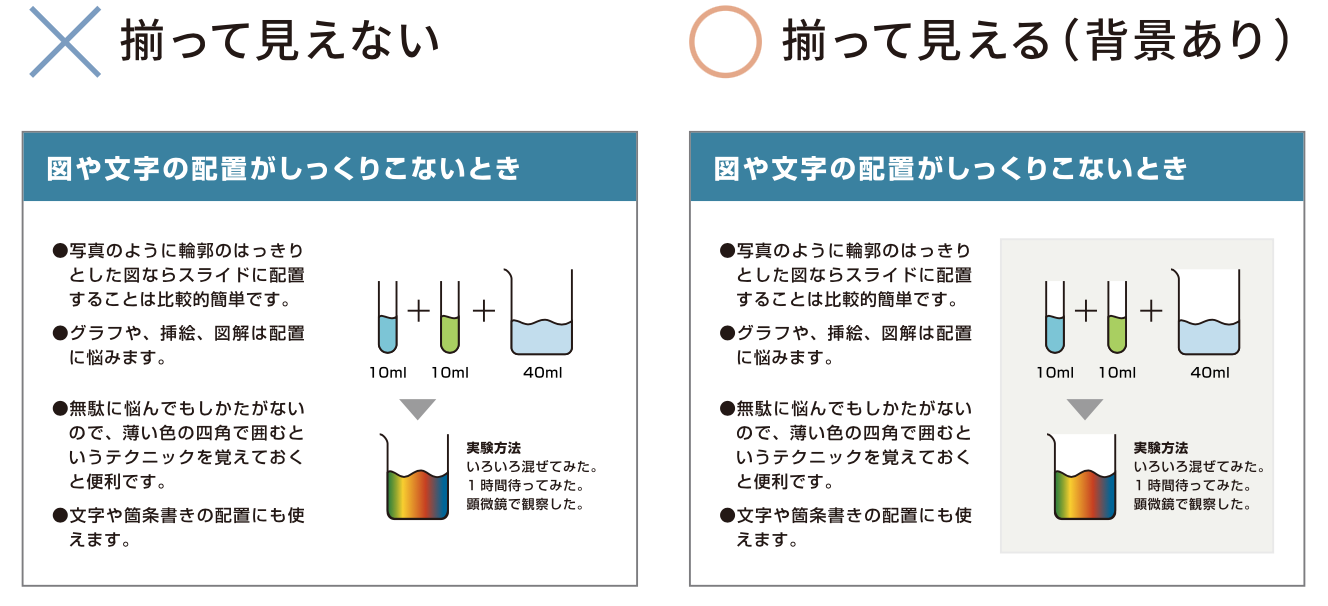 揃って見えない
図や文字の配置がしっくりこないとき
●写真のように輪郭のはっきり
とした図ならスライドに配置
することは比較的簡単です。
●グラフや、挿絵、図解は配置
に悩みます。
●無駄に悩んでもしかたがない
ので、薄い色の四角で囲むと
いうテクニックを覚えておく
と便利です。
●文字や箇条書きの配置にも使
えます。
10ml 10ml 40ml
実験方法
いろいろ混ぜてみた。
1時間待ってみた。
顕微鏡で観察した。
揃って見える（背景あり）
図や文字の配置がしっくりこないとき
●写真のように輪郭のはっきり
とした図ならスライドに配置
することは比較的簡単です。
●グラフや、挿絵、図解は配置
に悩みます。
●無駄に悩んでもしかたがない
ので、薄い色の四角で囲むと
いうテクニックを覚えておく
と便利です。
●文字や箇条書きの配置にも使
えます。
10ml 10ml 40ml
実験方法
いろいろ混ぜてみた。
1時間待ってみた。
顕微鏡で観察した。